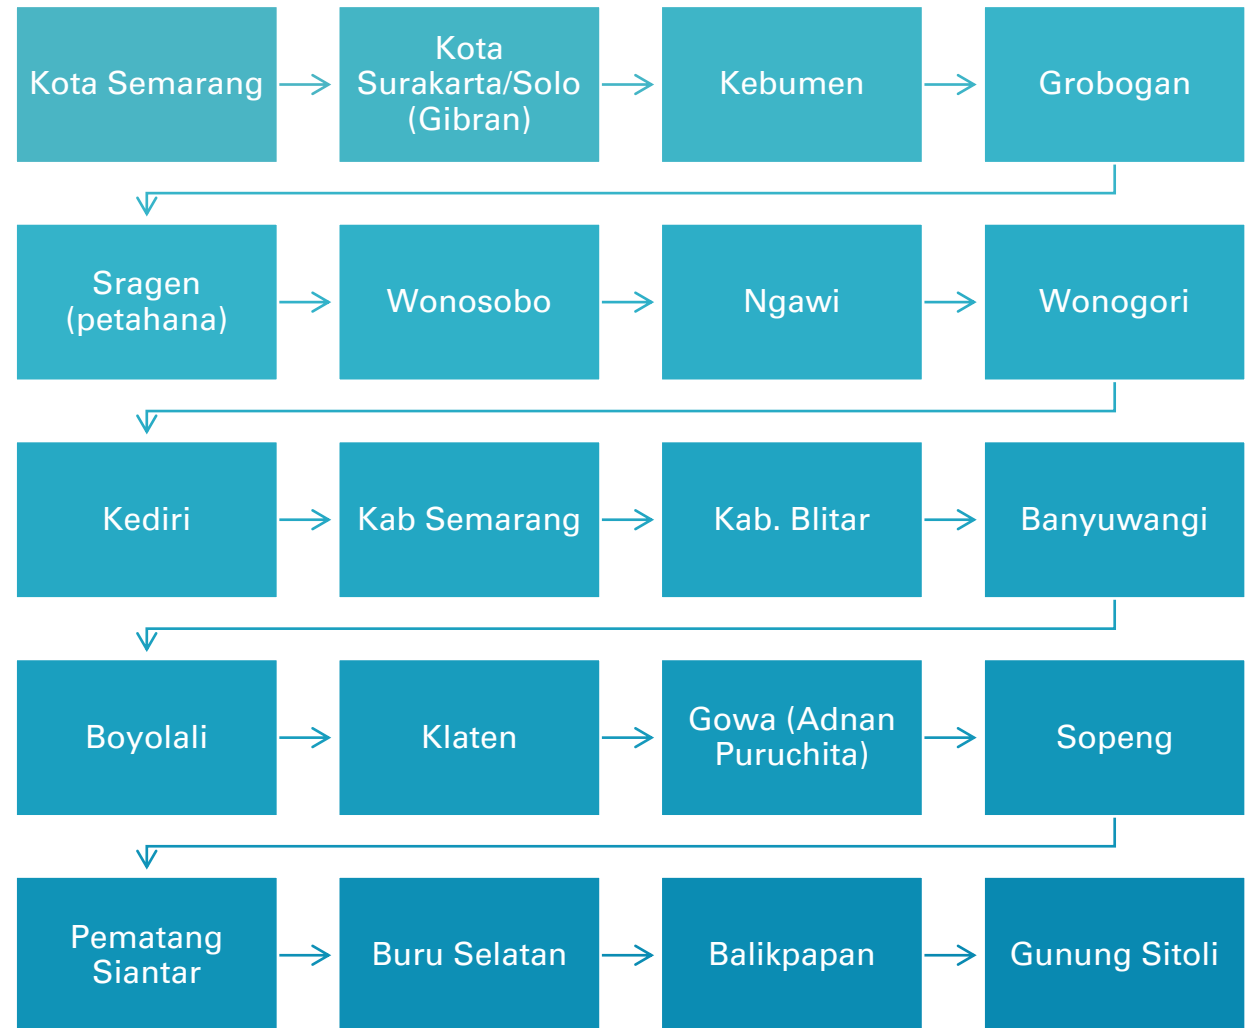 Kota Semarang
Kota
Surakarta/Solo
(Gibran)
Kebumen
Grobogan
Sragen
(petahana)
Wonosobo
Ngawi
Wonogori
Kediri
Kab Semarang
Kab. Blitar
Banyuwangi
Boyolali
Klaten
Gowa (Adnan
Puruchita)
Sopeng
Pematang
Siantar
Buru Selatan
Balikpapan
Gunung Sitoli